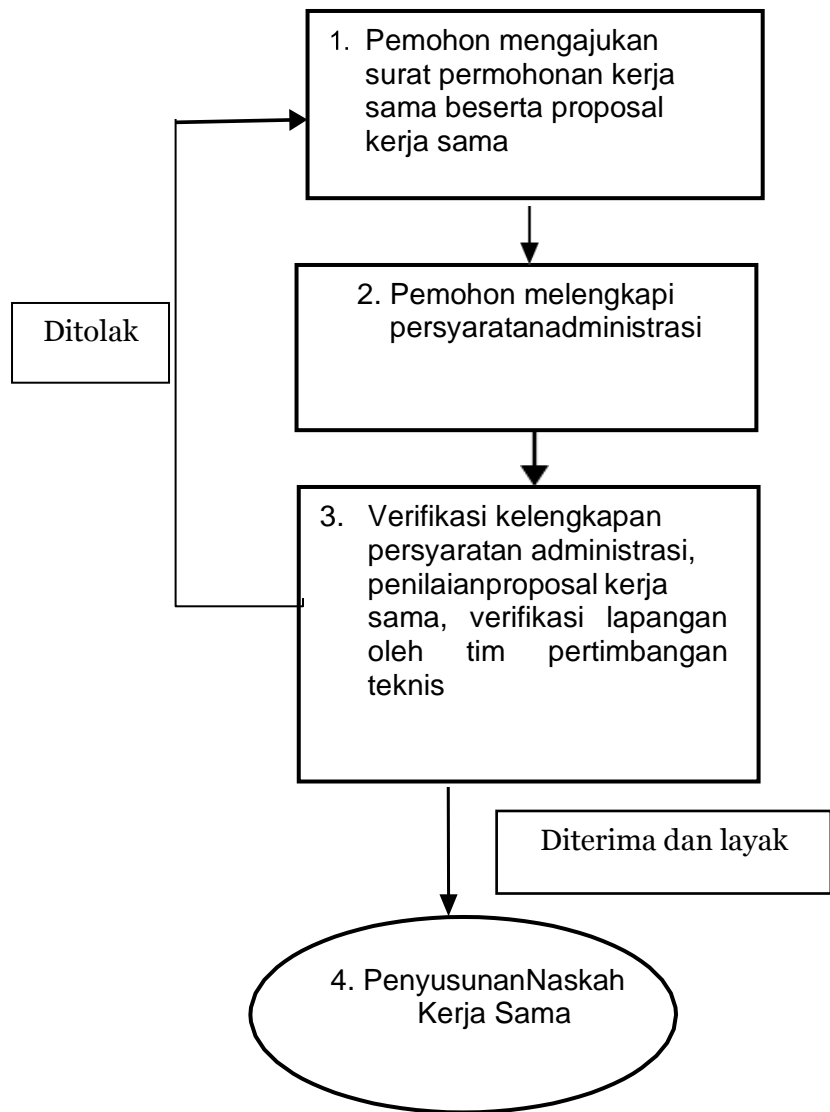 1. Pemohon mengajukan
surat permohonan kerja
sama beserta proposal
kerja sama
2. Pemohon melengkapi
persyaratanadministrasi
Ditolak
3. Verifikasi kelengkapan
persyaratan administrasi,
penilaianproposal kerja
sama, verifikasi lapangan
oleh tim pertimbangan
teknis
Diterima dan layak
4. PenyusunanNaskah
Kerja Sama